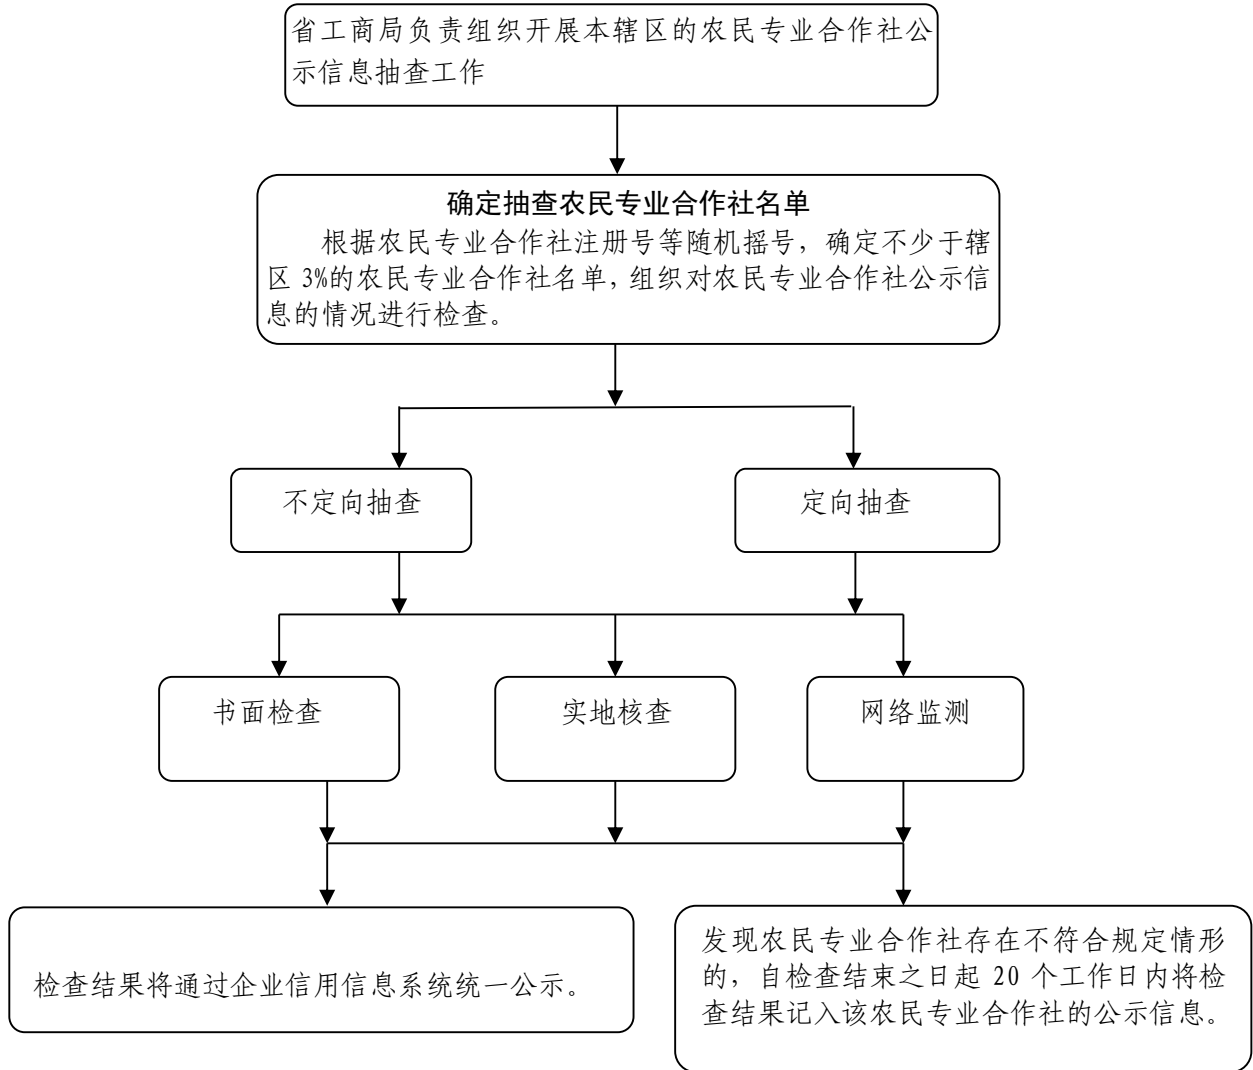 省工商局负责组织开展本辖区的农民专业合作社公
示信息抽查工作
确定抽查农民专业合作社名单
根据农民专业合作社注册号等随机摇号，确定不少于辖
区 3%的农民专业合作社名单，组织对农民专业合作社公示信
息的情况进行检查。
不定向抽查
定向抽查
书面检查
实地核查
网络监测
检查结果将通过企业信用信息系统统一公示。
发现农民专业合作社存在不符合规定情形
的，自检查结束之日起 20 个工作日内将检
查结果记入该农民专业合作社的公示信息。